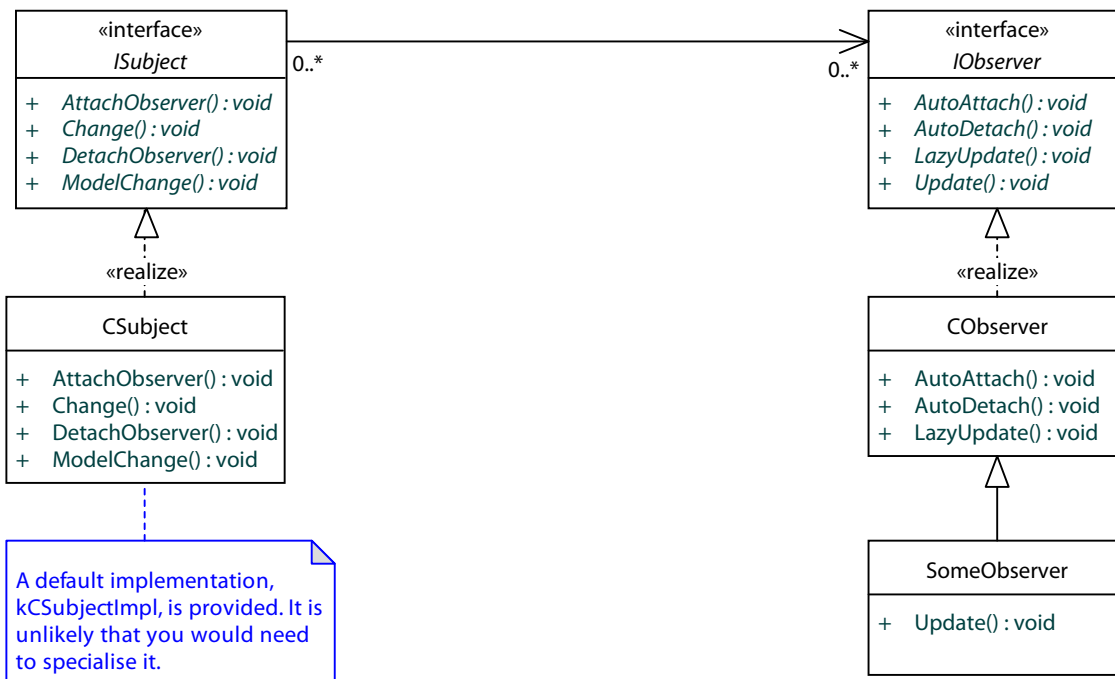 «interface»
ISubject
+ AttachObserver() : void
+ Change() : void
+ DetachObserver() : void
+ ModelChange() : void
0..*
0..*
«interface»
IObserver
+ AutoAttach() : void
+ AutoDetach() : void
+ LazyUpdate() : void
+ Update() : void
«realize»
«realize»
CSubject
+ AttachObserver() : void
+ Change() : void
+ DetachObserver() : void
+ ModelChange() : void
CObserver
+ AutoAttach() : void
+ AutoDetach() : void
+ LazyUpdate() : void
A default implementation,
kCSubjectImpl, is provided. It is
unlikely that you would need
to specialise it.
SomeObserver
+ Update() : void